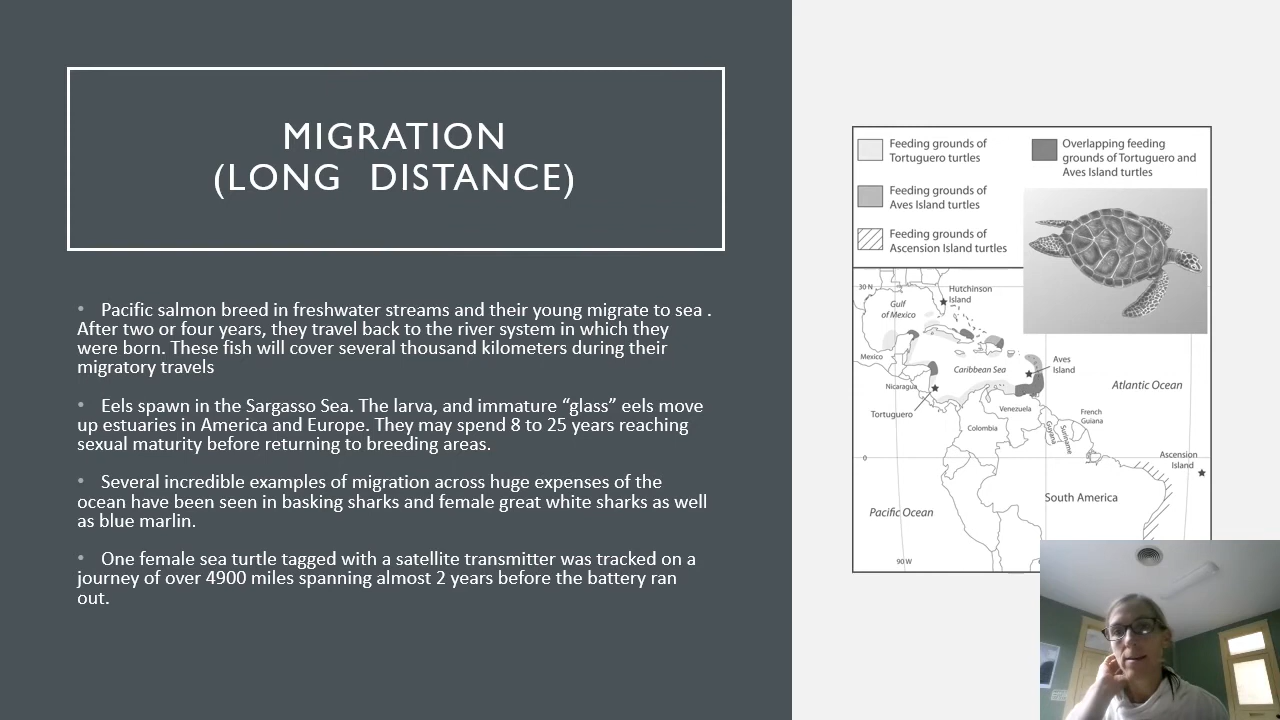 MIGRATION
(LONG DISTANCE)
• Pacific salmon breed in freshwater streams and their young migrate to sea .
After two or four years, they travel back to the river system in which they
were born. These fish will cover several thousand kilometers during their
migratory travels
• Eels spawn in the Sargasso Sea. The larva, and immature “glass” eels move
up estuaries in America and Europe. They may spend 8 to 25 years reaching
sexual maturity before returning to breeding areas.
• Several incredible examples of migration across huge expenses of the
ocean have been seen in basking sharks and female great white sharks as well
as blue marlin.
• One female sea turtle tagged with a satellite transmitter was tracked on a
journey of over 4900 miles spanning almost 2 years before the battery ran
out.
Feeding grounds of
Tortuguero turtles
Feeding grounds of
Aves Island turtles
Feeding grounds of
Ascension Island turtles
Overlapping feeding
grounds of Tortuguero and
Aves Island turtles
30 N
Gulf
of Mexico
Hutchinson
Island
Mexico
Caribbean Sea
Aves
Island
Nicaragua
Atlantic Ocean
Tortuguero
Venezuela
Colombia
Guyana
Suriname
French
Guiana
0
Ascension
Island
South America
Pacific Ocean
90 W